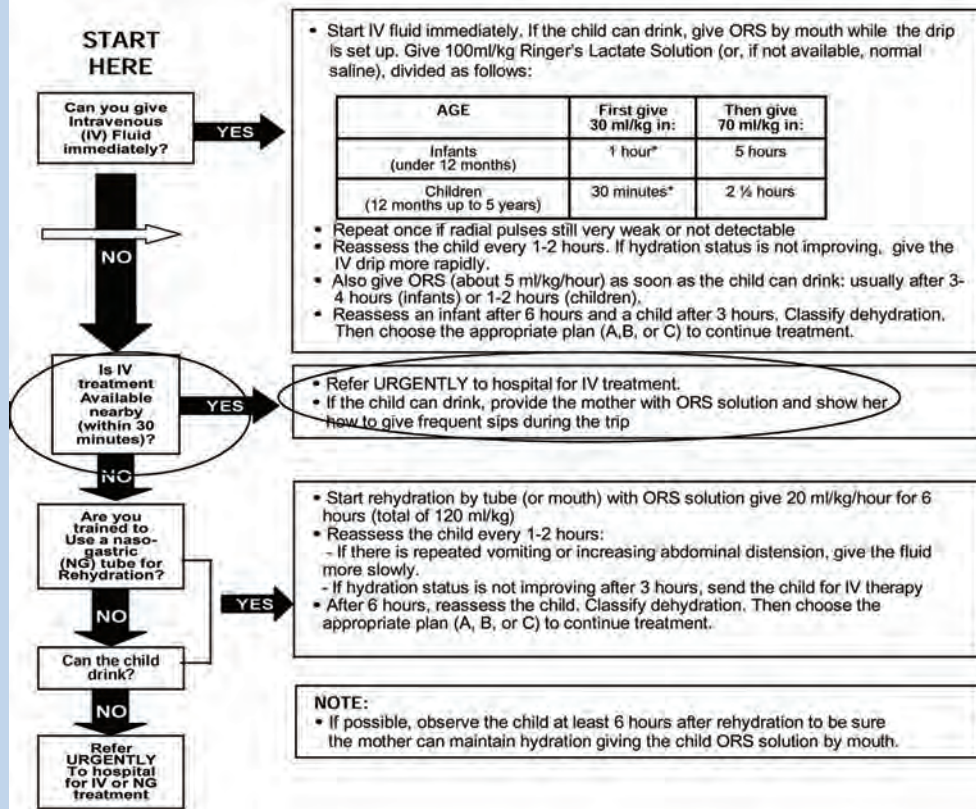 START
HERE
Can you give
Intravenous
(IV) Fluid
immediately?
YES
• Start IV fluid immediately. If the child can drink, give ORS by mouth while the drip
is set up. Give 100ml/kg Ringer's Lactate Solution (or, if not available, normal
saline), divided as follows:
AGE
First give
30 ml/kg in:
Then give
70 ml/kg in:
Infants
(under 12 months)
1 hour*
5 hours
Children
(12 months up to 5 years)
30 minutes*
2 ½ hours
• Repeat once if radial pulses still very weak or not detectable
• Reassess the child every 1-2 hours. If hydration status is not improving, give the
IV drip more rapidly.
• Also give ORS (about 5 ml/kg/hour) as soon as the child can drink: usually after 3-
4 hours (infants) or 1-2 hours (children).
• Reassess an infant after 6 hours and a child after 3 hours. Classify dehydration.
Then choose the appropriate plan (A,B, or C) to continue treatment.
NO
Is IV
treatment
Available
nearby
(within 30
minutes)?
YES
• Refer URGENTLY to hospital for IV treatment.
• If the child can drink, provide the mother with ORS solution and show her
how to give frequent sips during the trip
NO
Are you
trained to
Use a naso-
gastric
(NG) tube for
Rehydration?
YES
• Start rehydration by tube (or mouth) with ORS solution give 20 ml/kg/hour for 6
hours (total of 120 ml/kg)
• Reassess the child every 1-2 hours:
- If there is repeated vomiting or increasing abdominal distension, give the fluid
more slowly.
- If hydration status is not improving after 3 hours, send the child for IV therapy
• After 6 hours, reassess the child. Classify dehydration. Then choose the
appropriate plan (A, B, or C) to continue treatment.
NO
Can the child
drink?
NO
Refer
URGENTLY
To hospital
for IV or NG
treatment
NOTE:
• If possible, observe the child at least 6 hours after rehydration to be sure
the mother can maintain hydration giving the child ORS solution by mouth.